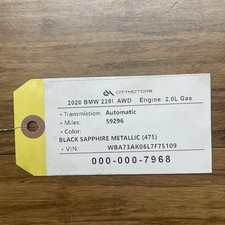 CITYMOTORS
2020 BMW 228I AWD Engine: 2.0L Gas
• Transmission: Automatic
• Miles: 59296
• Color:
BLACK SAPPHIRE METALLIC (475)
• VIN: WBA73AK06L7F75109
000-000-7968